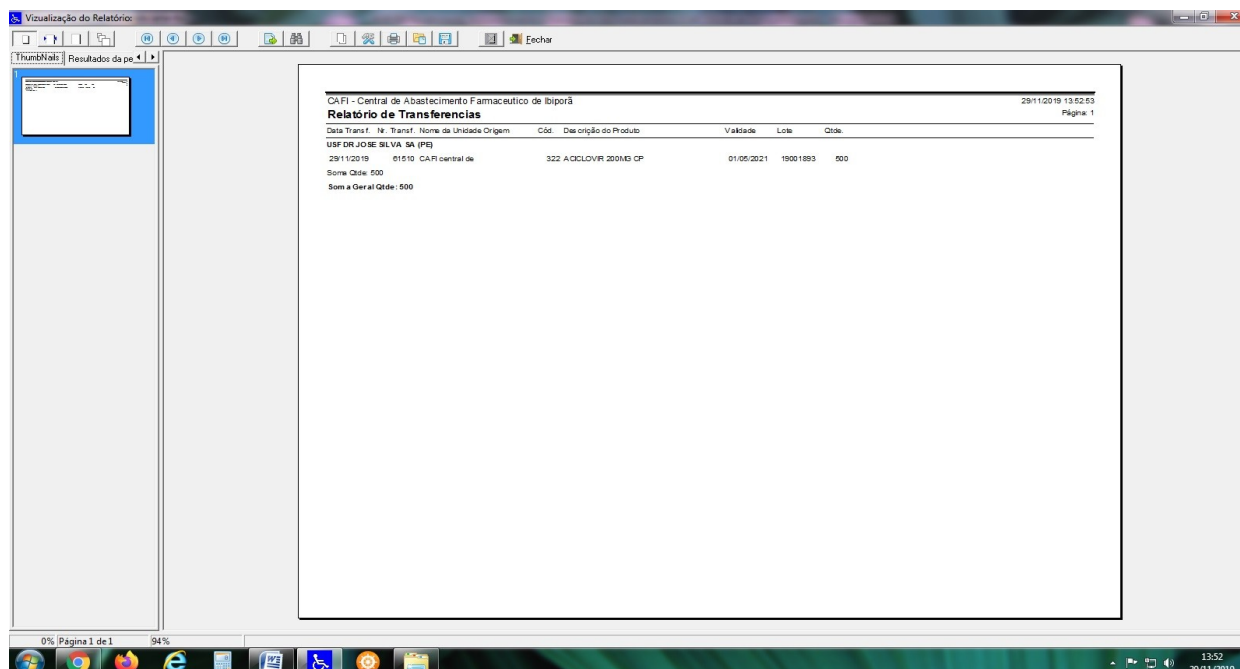 Vizualização do Relatório:
Fechar
ThumbNails Resultados da pe
1
CAFI - Central de Abastecimento Farmaceutico de Ibiporã 29/11/2019 13:52:53
Relatório de Transferencias Página: 1
Data Transf. Nr. Transf. Nome da Unidade Origem Cód. Descrição do Produto Validade Lote Qtde.
USF DR JOSE SILVA SA (PE)
29/11/2019 61510 CAFI central de 322 ACICLOVIR 200MG CP 01/05/2021 19001893 500
Soma Qtde: 500
Soma Geral Qtde: 500
0% Página 1 de 1 94%
13:52
29/11/2019